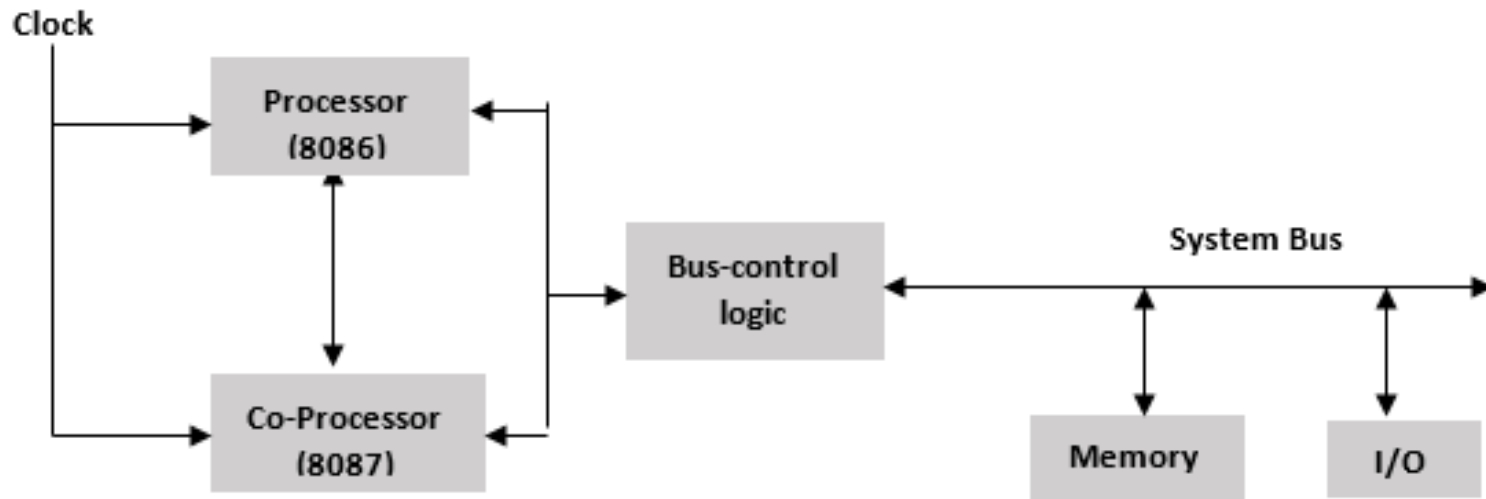 Clock
Processor
(8086)
Bus-control
logic
System Bus
Co-Processor
(8087)
Memory
I/O